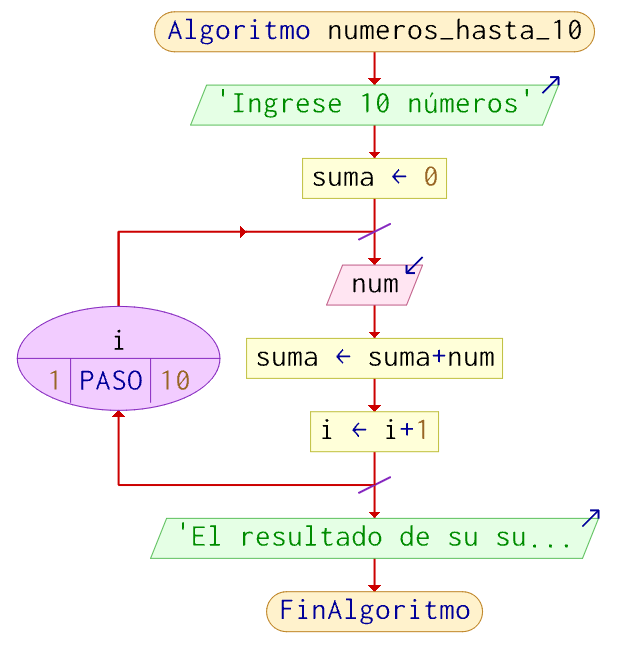 Algoritmo numeros_hasta_10
'Ingrese 10 números'
suma ← 0
num
i
1 PASO 10
suma ← suma+num
i ← i+1
'El resultado de su su...
FinAlgoritmo